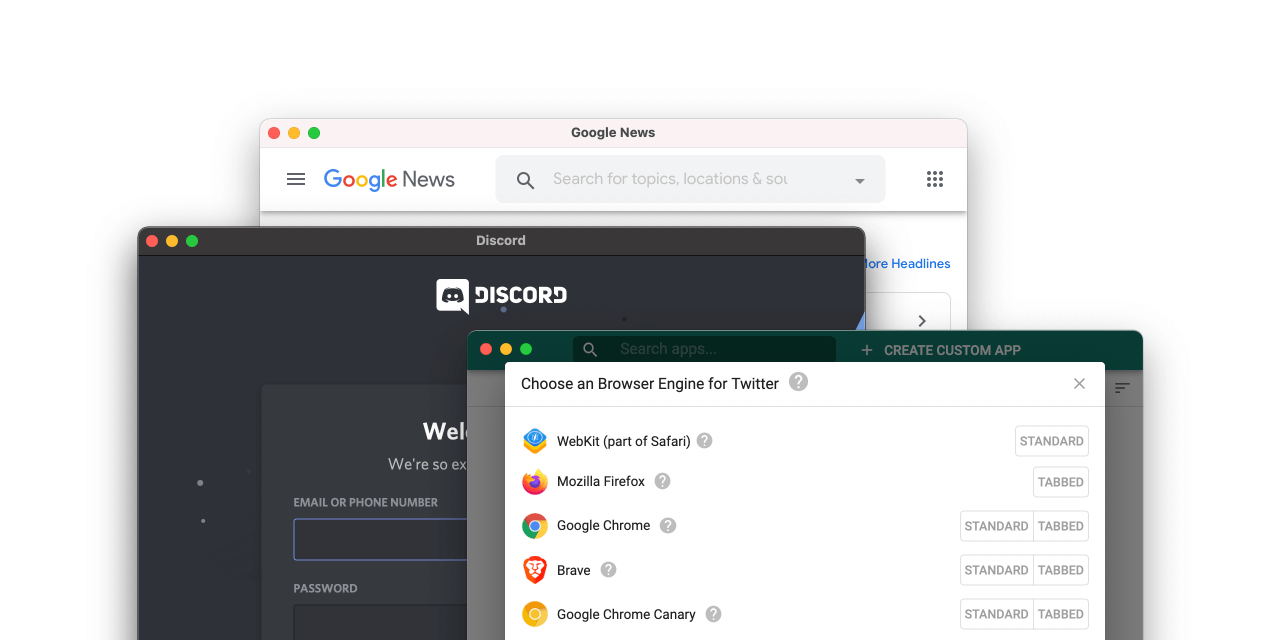 Google News
Google News
Search for topics, locations & sou
Discord
More Headlines
DISCORD
Search apps...
CREATE CUSTOM APP
Choose an Browser Engine for Twitter ?
WebKit (part of Safari) ? STANDARD
Mozilla Firefox ? TABBED
Google Chrome ? STANDARD TABBED
Brave ? STANDARD TABBED
Google Chrome Canary ? STANDARD TABBED
Wel
We're so ex
EMAIL OR PHONE NUMBER
PASSWORD